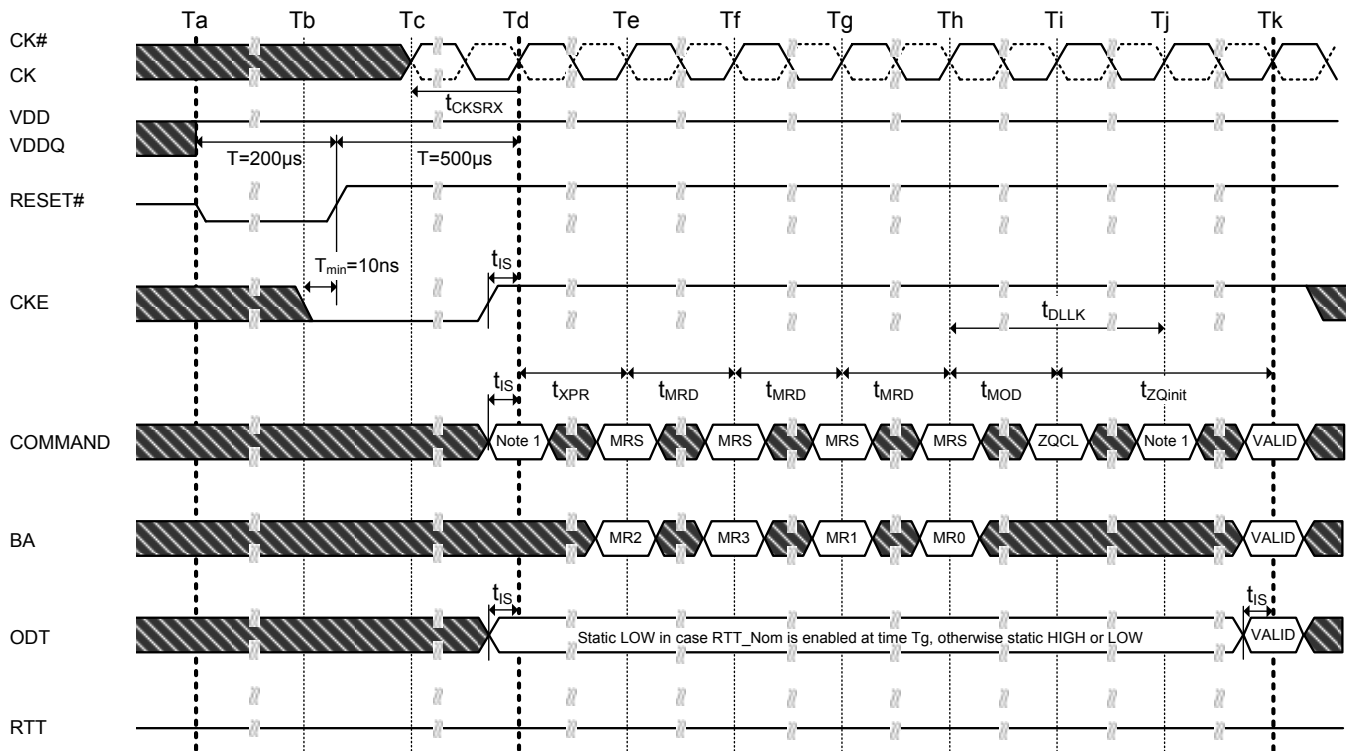 Ta Tb Tc Td Te Tf Tg Th Ti Tj Tk
CK#
CK
tCKSRX
VDD
VDDQ
T=200µs T=500µs
RESET#
Tmin=10ns
tIS
CKE
tDLLK
tIS
tXPR tMRD tMRD tMRD tMOD tZQinit
COMMAND Note 1 MRS MRS MRS MRS ZQCL Note 1 VALID
BA MR2 MR3 MR1 MR0 VALID
tIS tIS
ODT Static LOW in case RTT_Nom is enabled at time Tg, otherwise static HIGH or LOW VALID
RTT